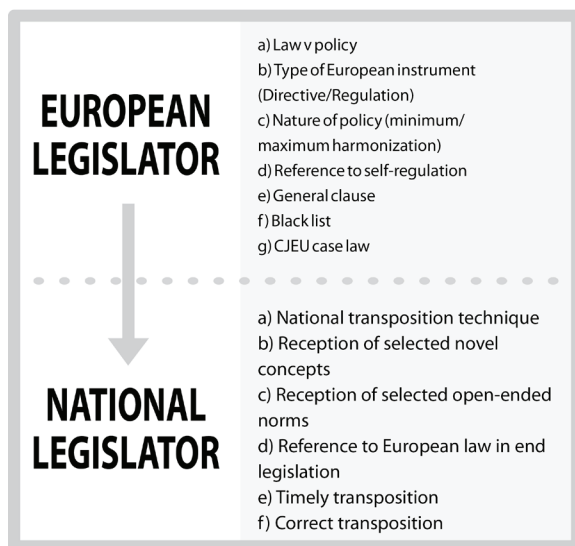 EUROPEAN
LEGISLATOR
a) Law v policy
b) Type of European instrument
(Directive/Regulation)
c) Nature of policy (minimum/
maximum harmonization)
d) Reference to self-regulation
e) General clause
f) Black list
g) CJEU case law
NATIONAL
LEGISLATOR
a) National transposition technique
b) Reception of selected novel
concepts
c) Reception of selected open-ended
norms
d) Reference to European law in end
legislation
e) Timely transposition
f) Correct transposition